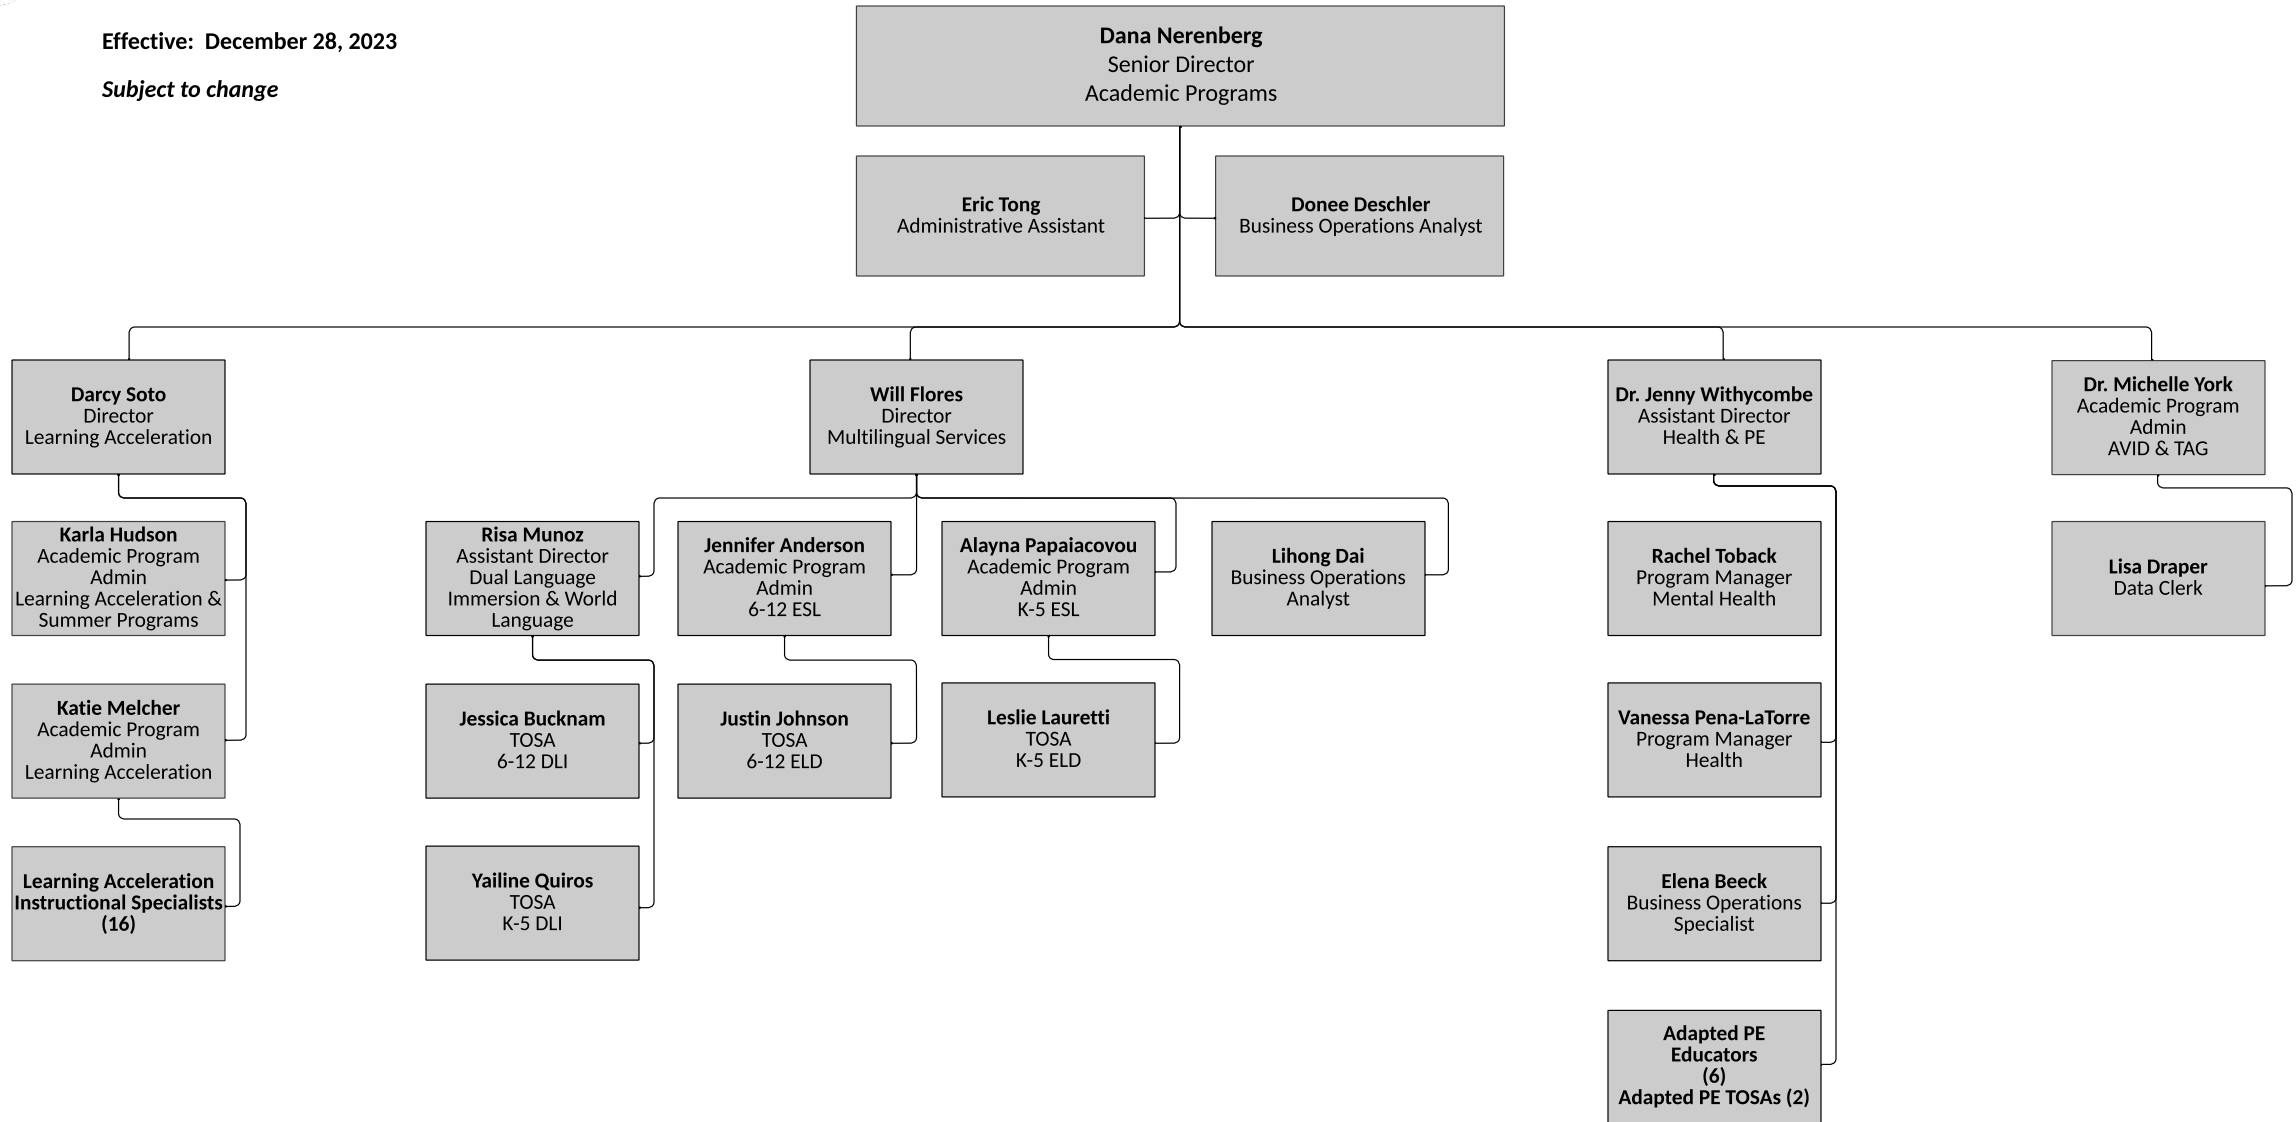 Effective:  December 28, 2023
Subject to change
Dana Nerenberg
Senior Director
Academic Programs
Eric Tong
Administrative Assistant
Donee Deschler
Business Operations Analyst
Darcy Soto
Director
Learning Acceleration
Will Flores
Director
Multilingual Services
Dr. Jenny Withycombe
Assistant Director
Health & PE
Dr. Michelle York
Academic Program
Admin
AVID & TAG
Karla Hudson
Academic Program
Admin
Learning Acceleration &
Summer Programs
Risa Munoz
Assistant Director
Dual Language
Immersion & World
Language
Jennifer Anderson
Academic Program
Admin
6-12 ESL
Alayna Papaiacovou
Academic Program
Admin
K-5 ESL
Lihong Dai
Business Operations
Analyst
Rachel Toback
Program Manager
Mental Health
Lisa Draper
Data Clerk
Katie Melcher
Academic Program
Admin
Learning Acceleration
Jessica Bucknam
TOSA
6-12 DLI
Justin Johnson
TOSA
6-12 ELD
Leslie Lauretti
TOSA
K-5 ELD
Vanessa Pena-LaTorre
Program Manager
Health
Learning Acceleration
Instructional Specialists
(16)
Yailine Quiros
TOSA
K-5 DLI
Elena Beeck
Business Operations
Specialist
Adapted PE
Educators
(6)
Adapted PE TOSAs (2)